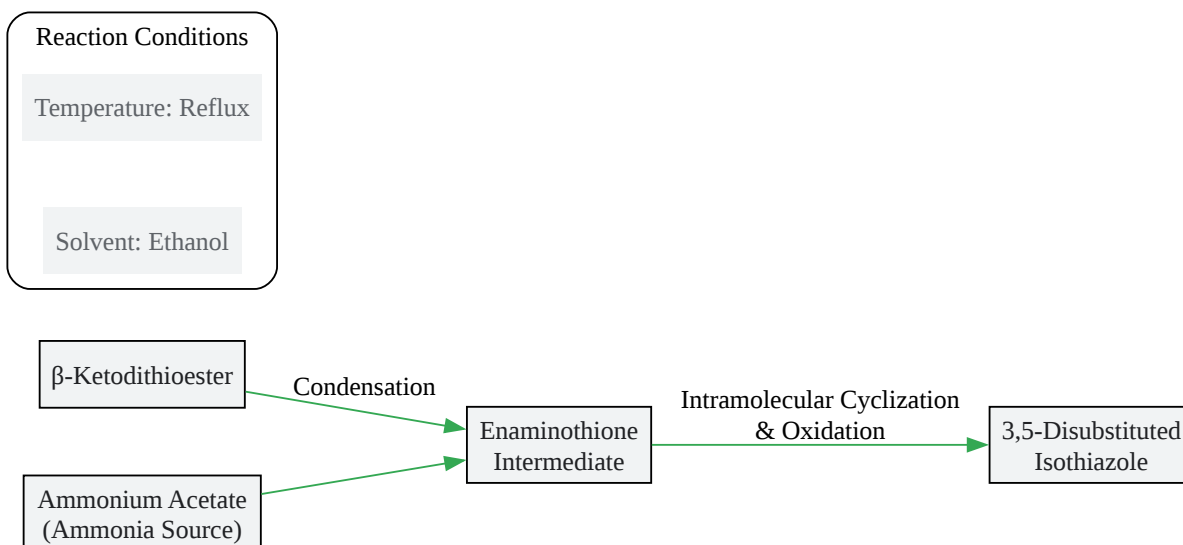 Reaction Conditions
Temperature: Reflux
Solvent: Ethanol
β-Ketodithioester
Condensation
Ammonium Acetate
(Ammonia Source)
Enaminothione
Intermediate
Intramolecular Cyclization
& Oxidation
3,5-Disubstituted
Isothiazole